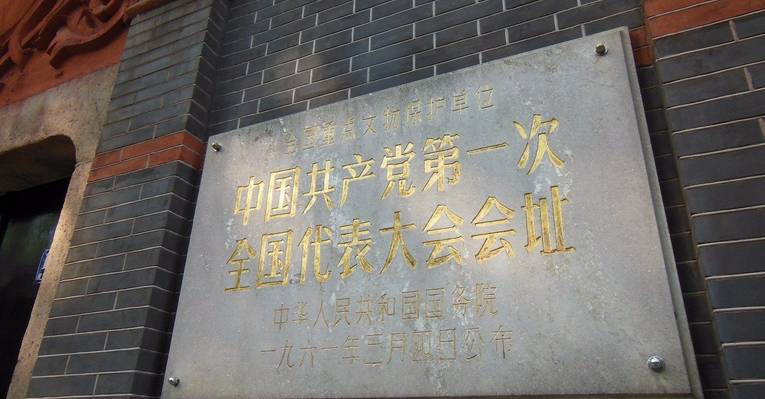 全国重点文物保护单位
中国共产党第一次
全国代表大会会址
中华人民共和国国务院
一九六一年三月四日公布